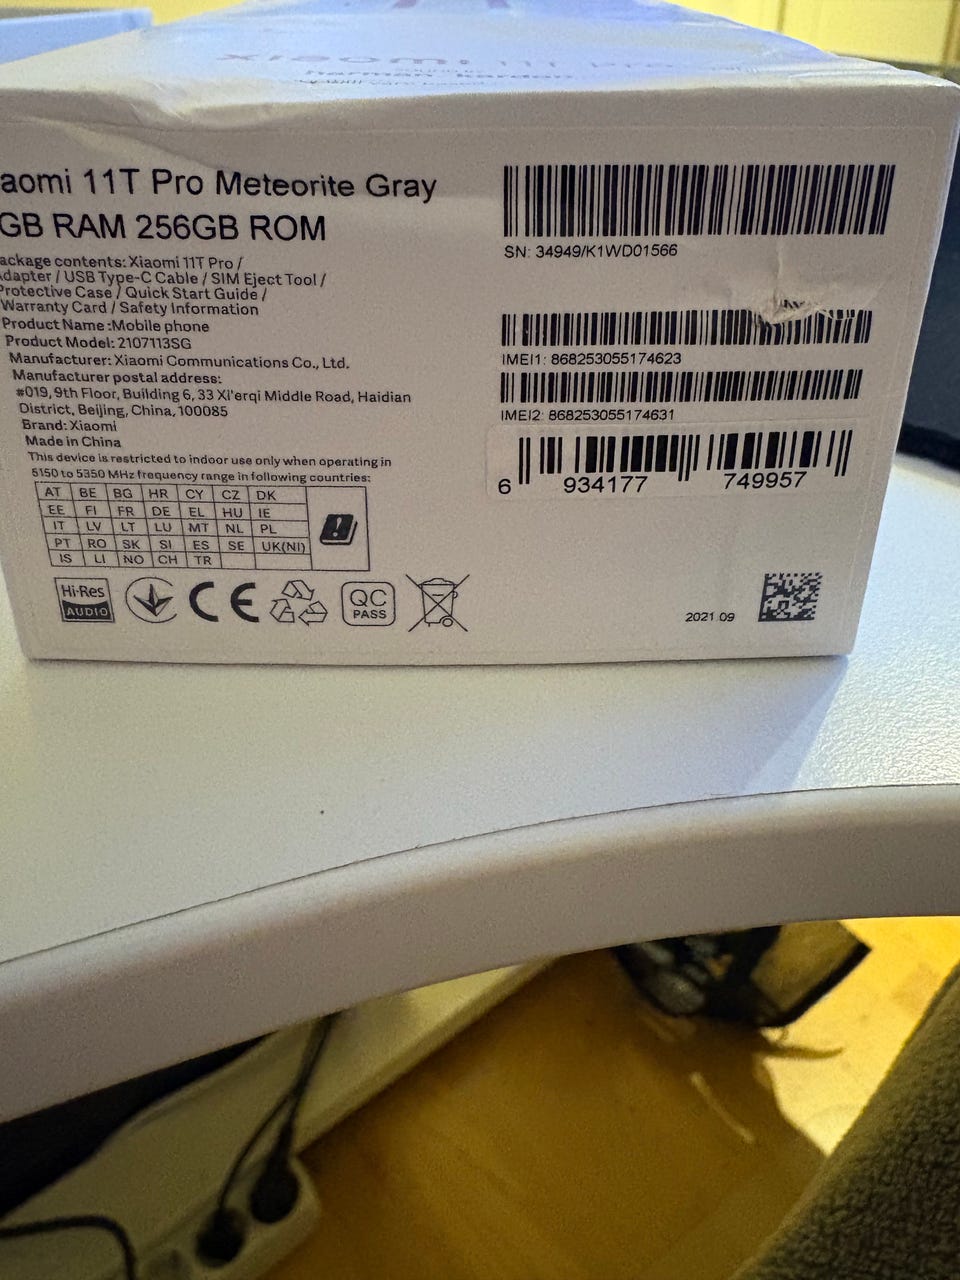 xiaomi 11T Pro
harman kardon
aomi 11T Pro Meteorite Gray
GB RAM 256GB ROM
ackage contents: Xiaomi 11T Pro /
dapter / USB Type-C Cable / SIM Eject Tool /
Protective Case / Quick Start Guide /
Warranty Card / Safety Information
Product Name :Mobile phone
Product Model: 2107113SG
Manufacturer: Xiaomi Communications Co., Ltd.
Manufacturer postal address:
#019, 9th Floor, Building 6, 33 Xi'erqi Middle Road, Haidian
District, Beijing, China, 100085
Brand: Xiaomi
Made in China
This device is restricted to indoor use only when operating in
5150 to 5350 MHz frequency range in following countries:
AT BE BG HR CY CZ DK
EE FI FR DE EL HU IE
IT LV LT LU MT NL PL
PT RO SK SI ES SE UK(NI)
IS LI NO CH TR
Hi-Res
AUDIO
CE
QC
PASS
SN: 34949/K1WD01566
IMEI1: 868253055174623
IMEI2: 868253055174631
6 934177 749957
2021.09